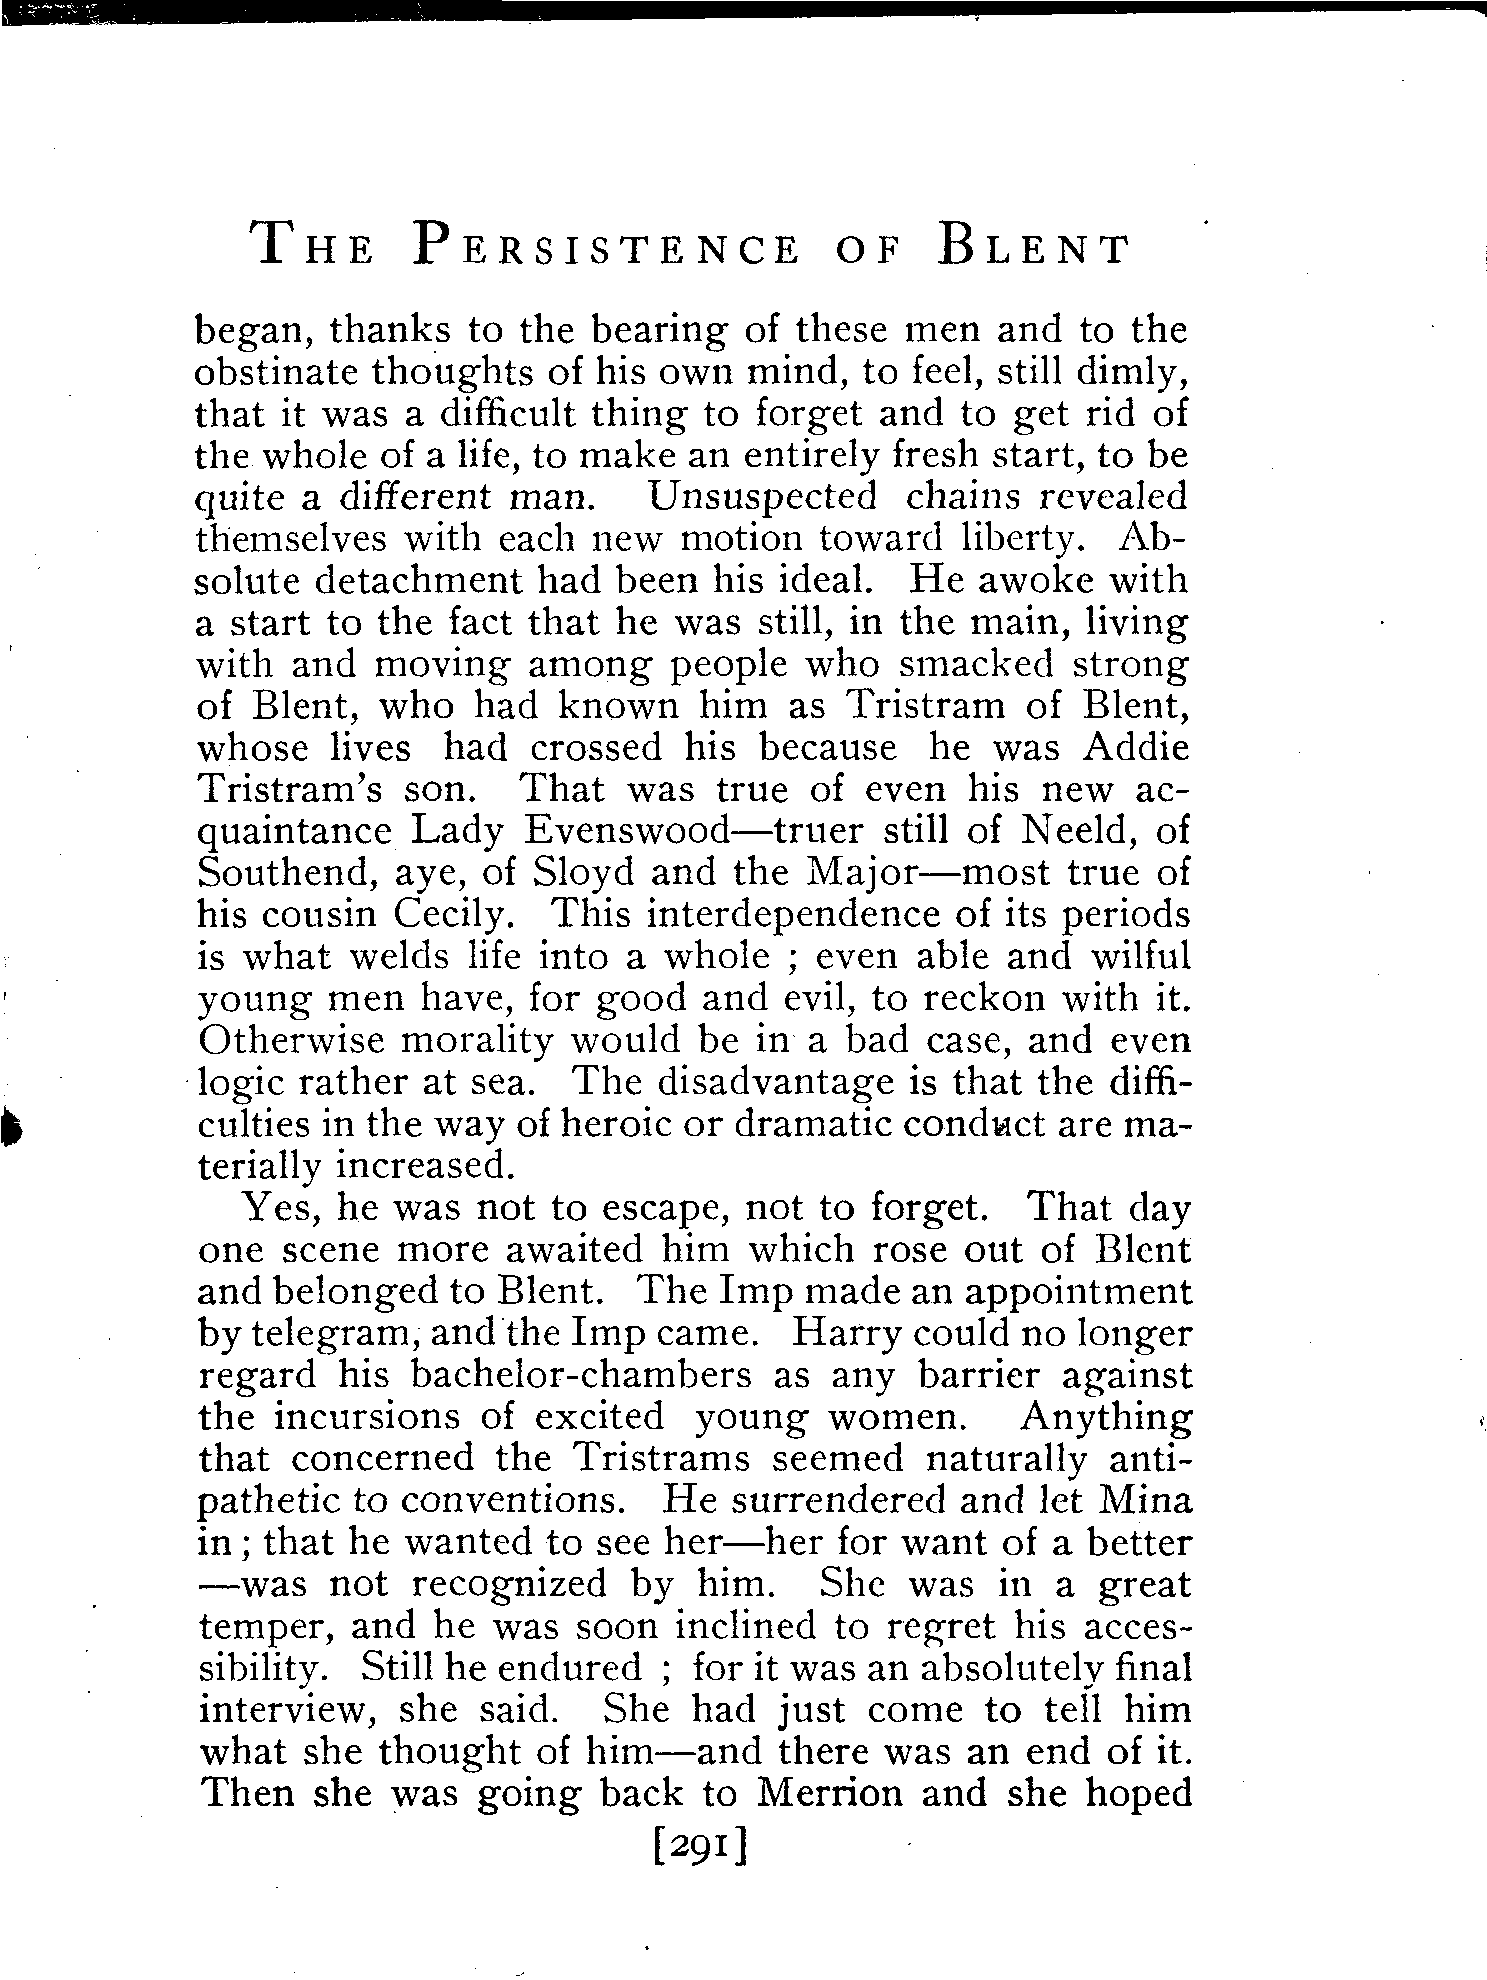 The Persistence of Blent
began, thanks to the bearing of these men and to the
obstinate thoughts of his own mind, to feel, still dimly,
that it was a difficult thing to forget and to get rid of
the whole of a life, to make an entirely fresh start, to be
quite a different man. Unsuspected chains revealed
themselves with each new motion toward liberty. Ab-
solute detachment had been his ideal. He awoke with
a start to the fact that he was still, in the main, living
with and moving among people who smacked strong
of Blent, who had known him as Tristram of Blent,
whose lives had crossed his because he was Addie
Tristram's son. That was true of even his new ac-
quaintance Lady Evenswood—truer still of Neeld, of
Southend, aye, of Sloyd and the Major—most true of
his cousin Cecily. This interdependence of its periods
is what welds life into a whole ; even able and wilful
young men have, for good and evil, to reckon with it.
Otherwise morality would be in a bad case, and even
logic rather at sea. The disadvantage is that the diffi-
culties in the way of heroic or dramatic conduct are ma-
terially increased.
Yes, he was not to escape, not to forget. That day
one scene more awaited him which rose out of Blent
and belonged to Blent. The Imp made an appointment
by telegram, and the Imp came. Harry could no longer
regard his bachelor-chambers as any barrier against
the incursions of excited young women. Anything
that concerned the Tristrams seemed naturally anti-
pathetic to conventions. He surrendered and let Mina
in ; that he wanted to see her—her for want of a better
—was not recognized by him. She was in a great
temper, and he was soon inclined to regret his acces-
sibility. Still he endured ; for it was an absolutely final
interview, she said. She had just come to tell him
what she thought of him—and there was an end of it.
Then she was going back to Merrion and she hoped
[291]